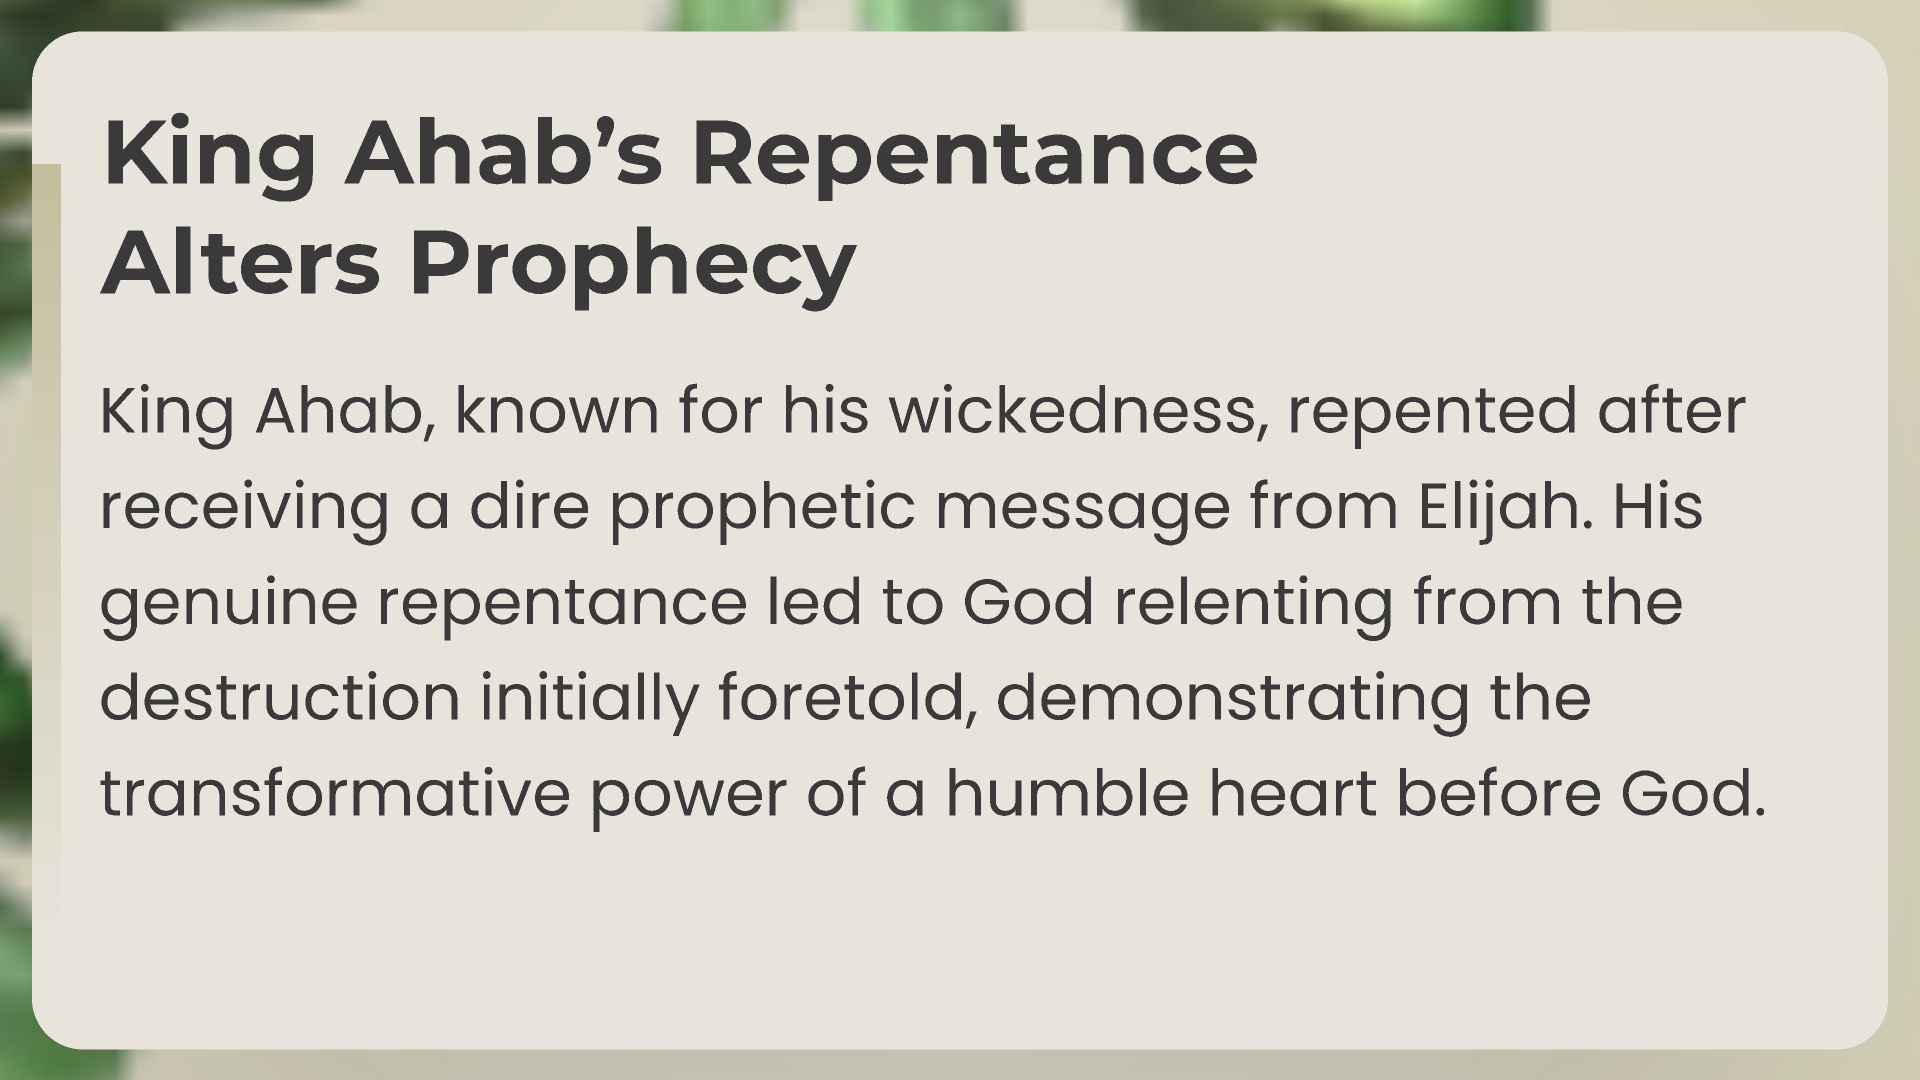 King Ahab’s Repentance
Alters Prophecy
King Ahab, known for his wickedness, repented after
receiving a dire prophetic message from Elijah. His
genuine repentance led to God relenting from the
destruction initially foretold, demonstrating the
transformative power of a humble heart before God.